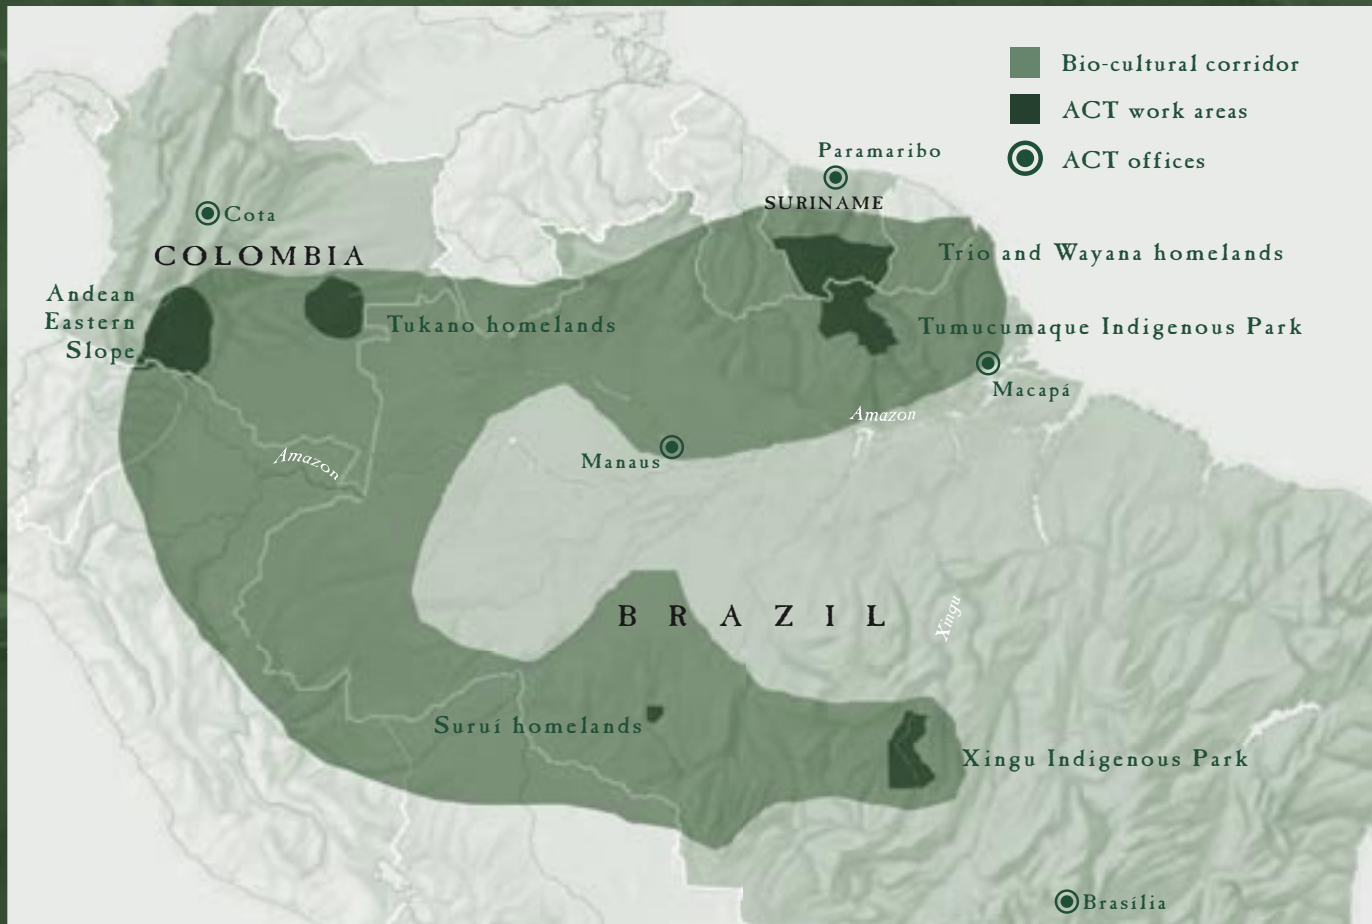 Bio-cultural corridor
ACT work areas
ACT offices
Paramaribo
SURINAME
Cota
COLOMBIA
Trio and Wayana homelands
Andean
Eastern
Slope
Tukano homelands
Tumucumaque Indigenous Park
Macapá
Amazon
Manaus
Amazon
BRAZIL
Xingu
Suruí homelands
Xingu Indigenous Park
Brasília